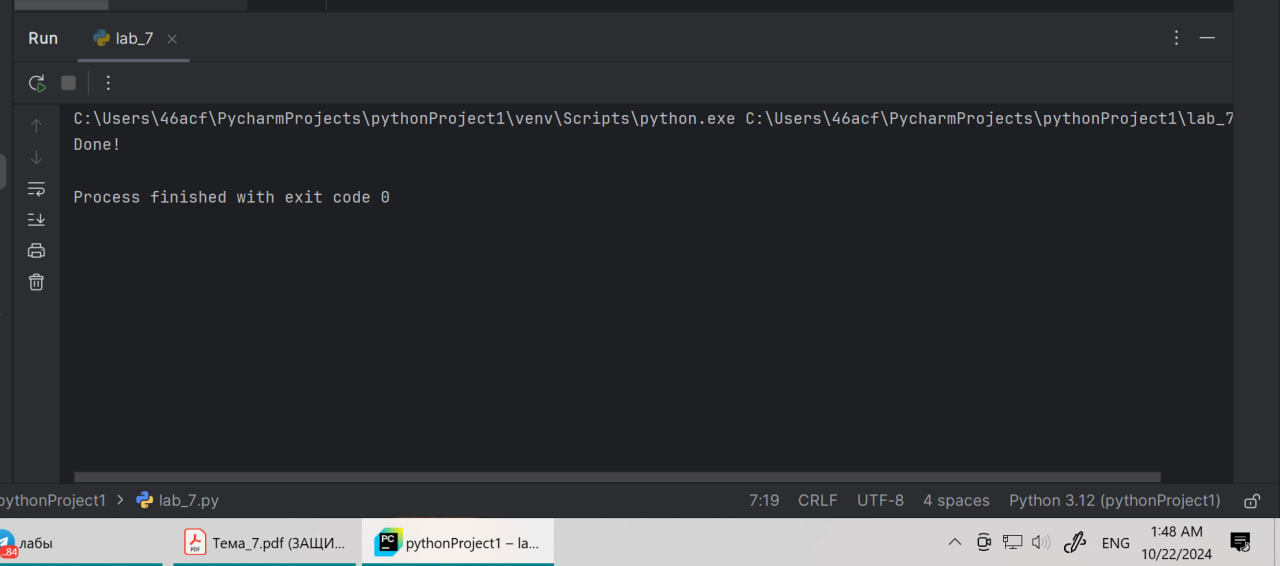 Run lab_7
C:\Users\46acf\PycharmProjects\pythonProject1\venv\Scripts\python.exe C:\Users\46acf\PycharmProjects\pythonProject1\lab_7
Done!
Process finished with exit code 0
pythonProject1 > lab_7.py 7:19 CRLF UTF-8 4 spaces Python 3.12 (pythonProject1)
..84 лабы PDF Тема_7.pdf (ЗАЩИ... PC pythonProject1 – la... ENG 1:48 AM
10/22/2024